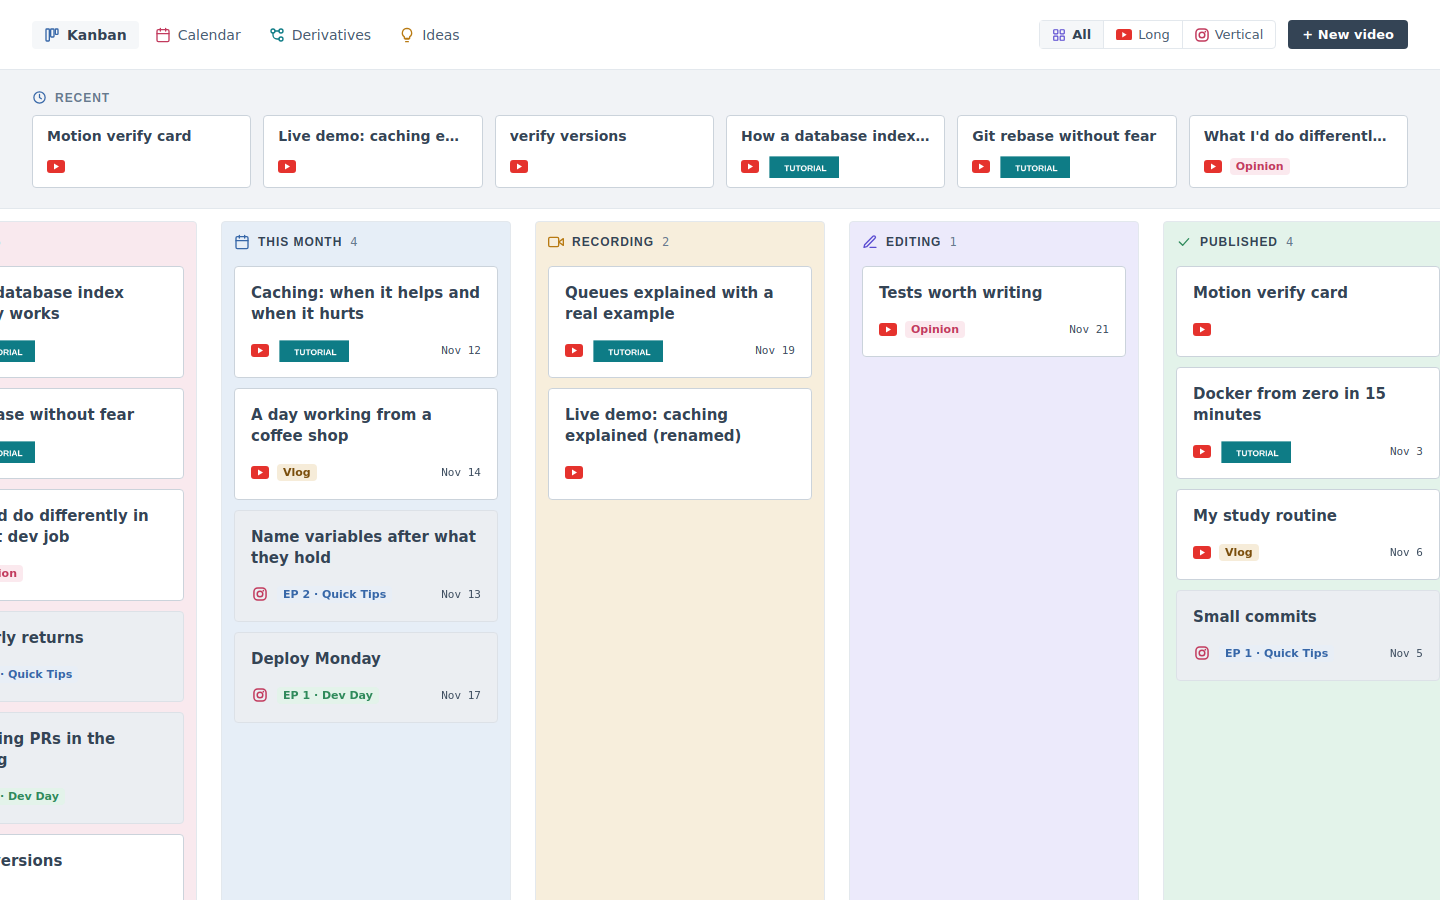 Kanban
Calendar
Derivatives
Ideas
All
Long
Vertical
+ New video
RECENT
Motion verify card
Live demo: caching e...
verify versions
How a database index...
TUTORIAL
Git rebase without fear
TUTORIAL
What I'd do differentl...
Opinion
database index
works
ORIAL
ase without fear
ORIAL
d do differently in
dev job
ion
rly returns
· Quick Tips
ing PRs in the
g
· Dev Day
ersions
THIS MONTH 4
Caching: when it helps and
when it hurts
TUTORIAL
Nov 12
A day working from a
coffee shop
Vlog
Nov 14
Name variables after what
they hold
EP 2 · Quick Tips
Nov 13
Deploy Monday
EP 1 · Dev Day
Nov 17
RECORDING 2
Queues explained with a
real example
TUTORIAL
Nov 19
Live demo: caching
explained (renamed)
EDITING 1
Tests worth writing
Opinion
Nov 21
PUBLISHED 4
Motion verify card
Docker from zero in 15
minutes
TUTORIAL
Nov 3
My study routine
Vlog
Nov 6
Small commits
EP 1 · Quick Tips
Nov 5